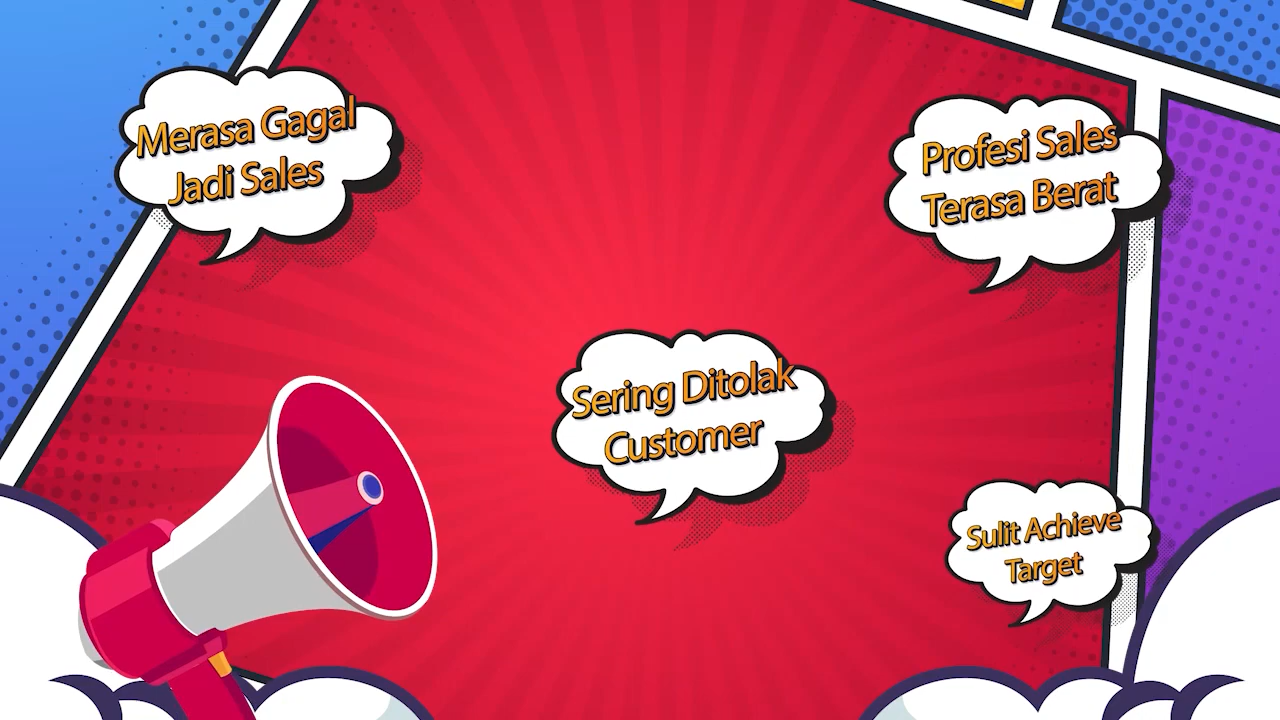 Merasa Gagal
Jadi Sales
Profesi Sales
Terasa Berat
Sering Ditolak
Customer
Sulit Achieve
Target